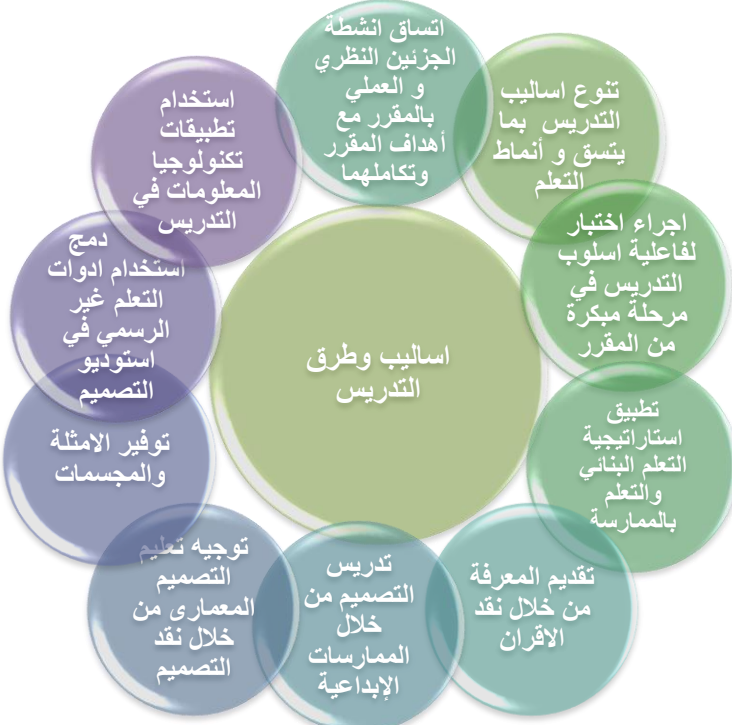 اتساق انشطة
الجزئين النظري
و العملي
بالمقرر مع
أهداف المقرر
وتكاملهما
تنوع اساليب
التدريس بما
يتسق و أنماط
التعلم
اجراء اختبار
لفاعلية اسلوب
التدريس في
مرحلة مبكرة
من المقرر
تطبيق
استراتيجية
التعلم البنائي
والتعلم
بالممارسة
تقديم المعرفة
من خلال نقد
الاقران
تدريس
التصميم من
خلال
الممارسات
الإبداعية
توجيه تعليم
التصميم
المعمارى من
خلال نقد
التصميم
توفير الامثلة
والمجسمات
دمج
استخدام ادوات
التعلم غير
الرسمي في
استوديو
التصميم
استخدام
تطبيقات
تكنولوجيا
المعلومات في
التدريس
اساليب وطرق
التدريس